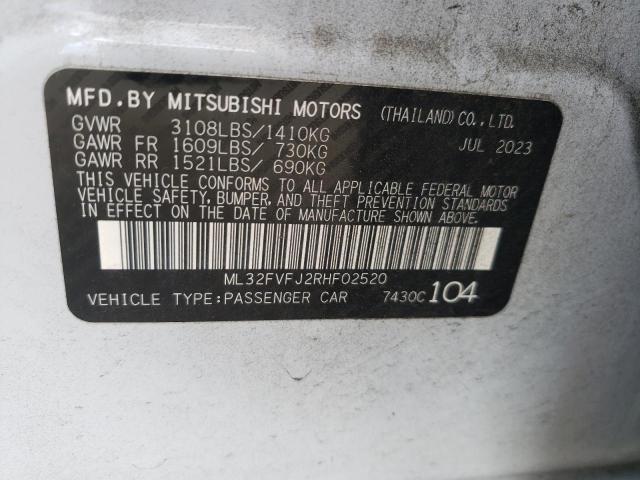 MFD.BY MITSUBISHI MOTORS (THAILAND) CO., LTD.
GVWR 3108LBS/1410KG JUL 2023
GAWR FR 1609LBS/ 730KG
GAWR RR 1521LBS/ 690KG
THIS VEHICLE CONFORMS TO ALL APPLICABLE FEDERAL MOTOR
VEHICLE SAFETY, BUMPER, AND THEFT PREVENTION STANDARDS
IN EFFECT ON THE DATE OF MANUFACTURE SHOWN ABOVE.
ML32FVFJ2RHF02520
VEHICLE TYPE:PASSENGER CAR 7430C 104